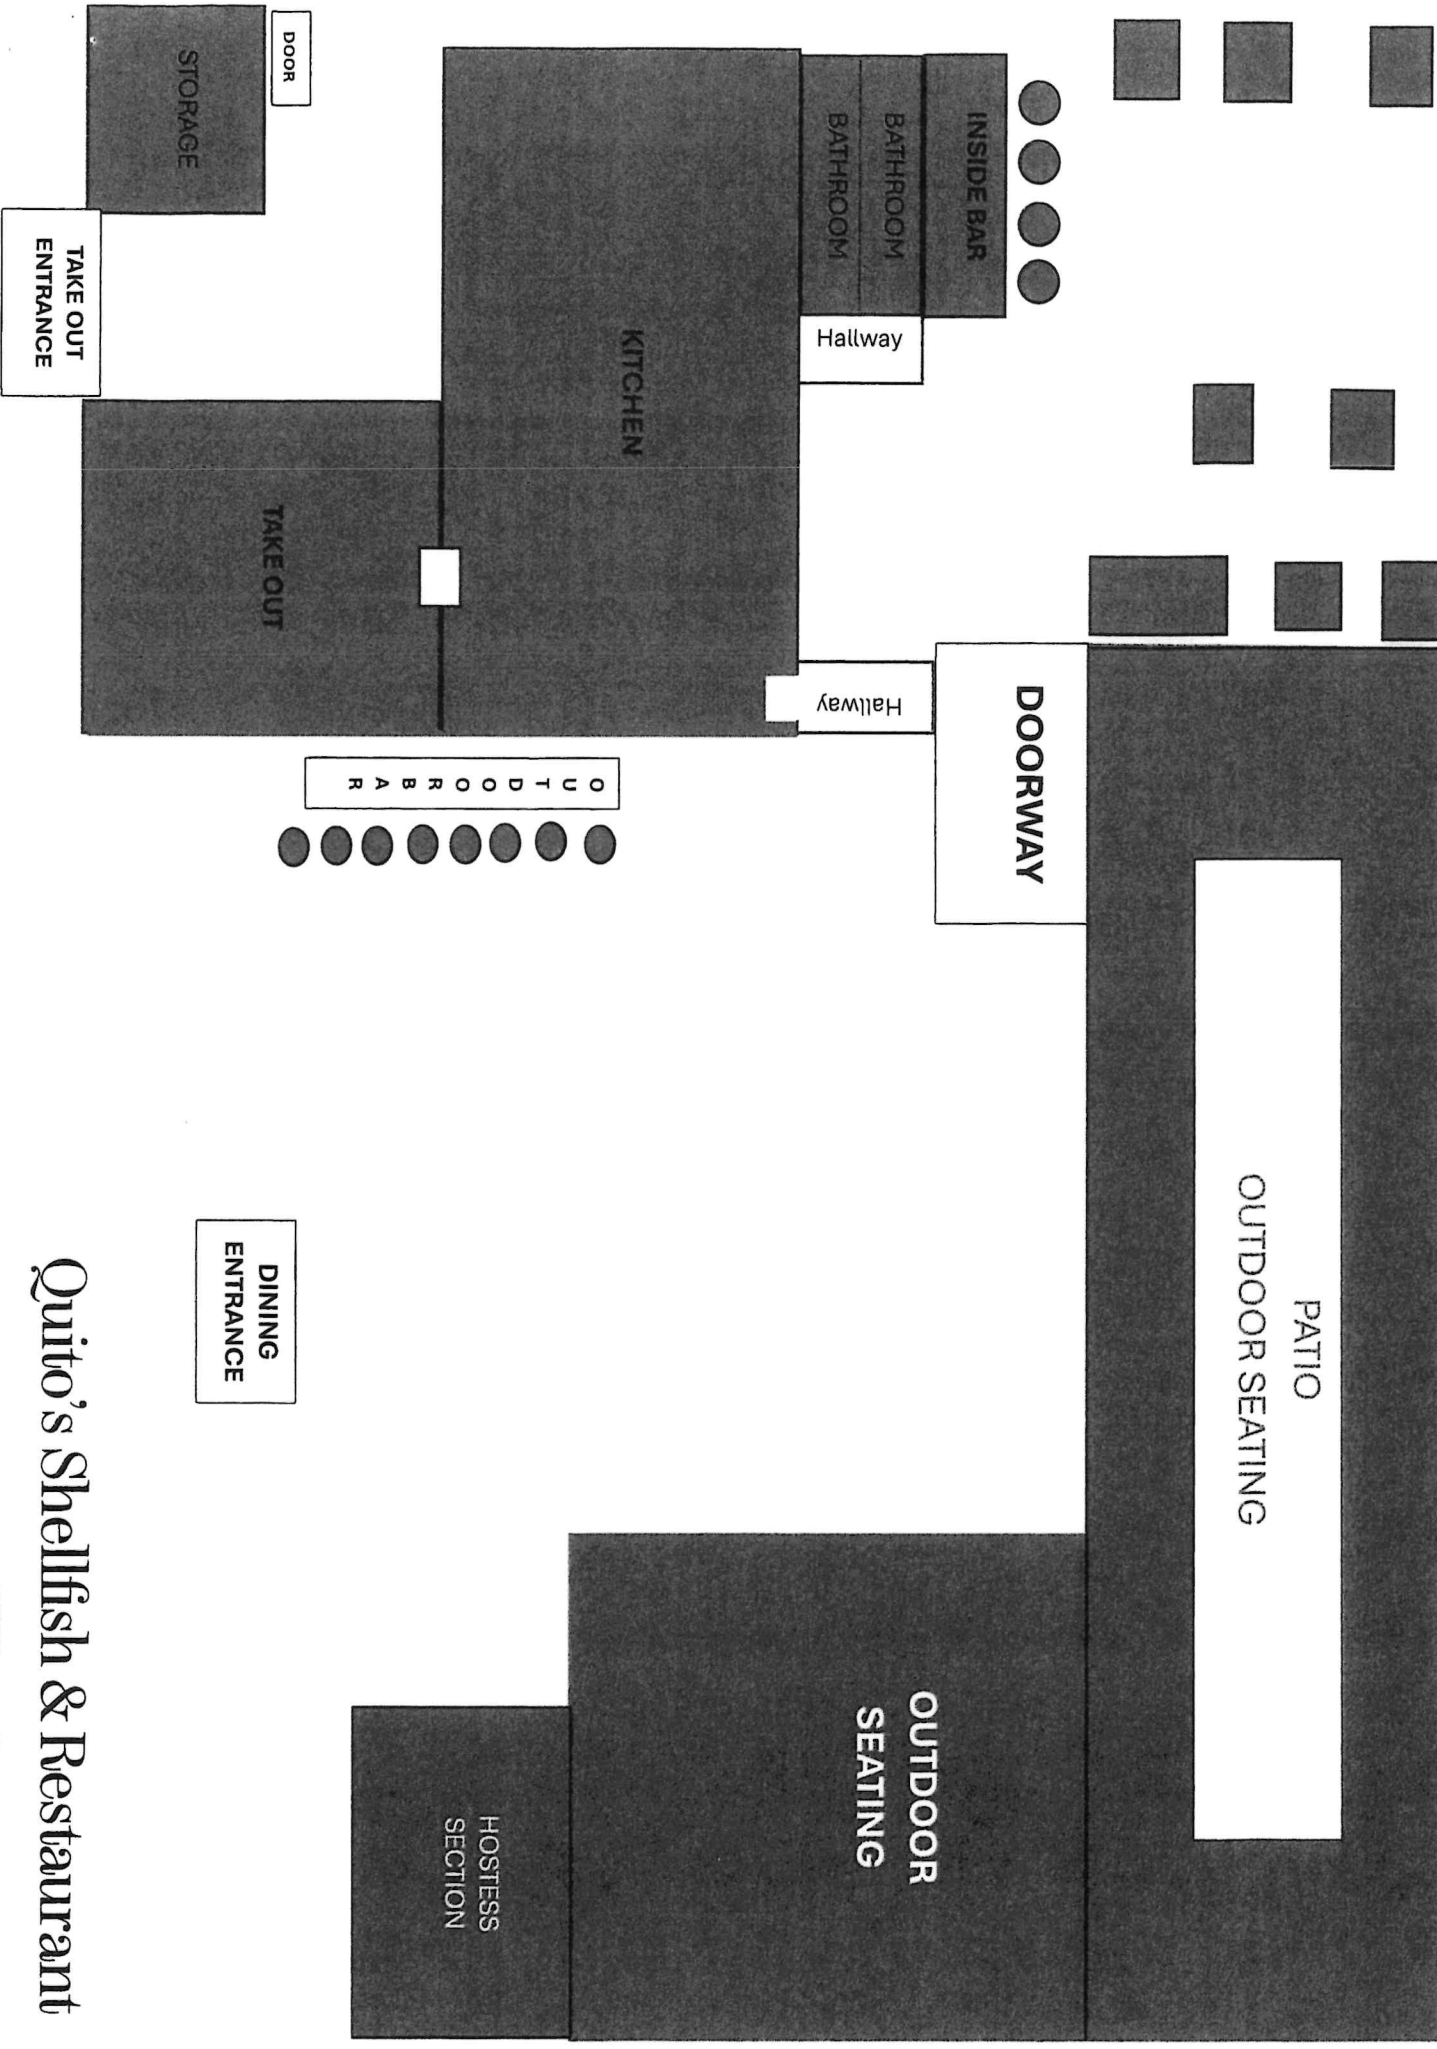 PATIO
OUTDOOR SEATING
DOORWAY
INSIDE BAR
BATHROOM
BATHROOM
Hallway
Hallway
OUTDOOR
SEATING
KITCHEN
HOSTESS
SECTION
OUTDOOR BAR
DOOR
STORAGE
TAKE OUT
TAKE OUT
ENTRANCE
DINING
ENTRANCE
Quito’s Shellfish & Restaurant